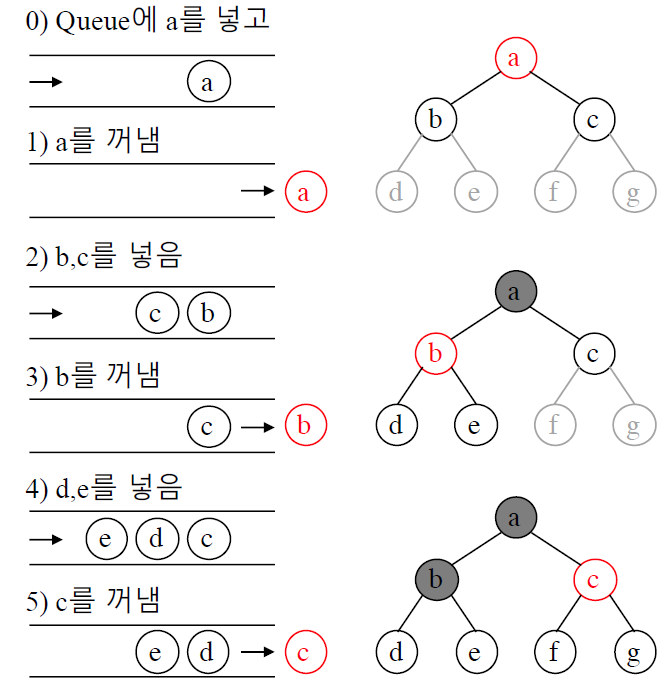 0) Queue에 a를 넣고
a
1) a를 꺼냄
a
2) b,c를 넣음
c b
3) b를 꺼냄
c b
4) d,e를 넣음
e d c
5) c를 꺼냄
e d c
a
b c
d e f g
a
b c
d e f g
a
b c
d e f g